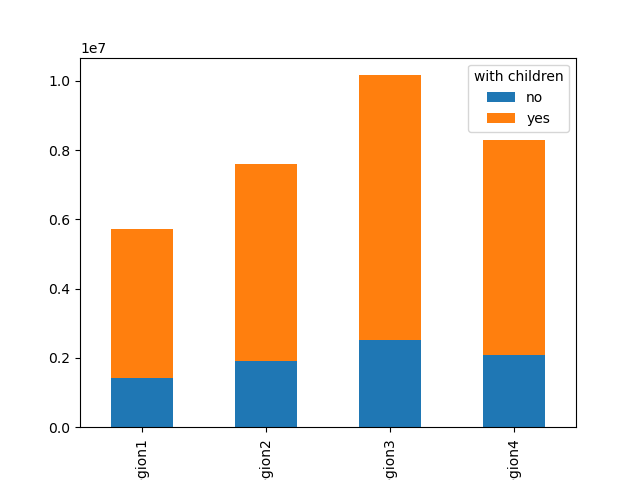 1e7
1.0
0.8
0.6
0.4
0.2
0.0
with children
no
yes
gion1
gion2
gion3
gion4